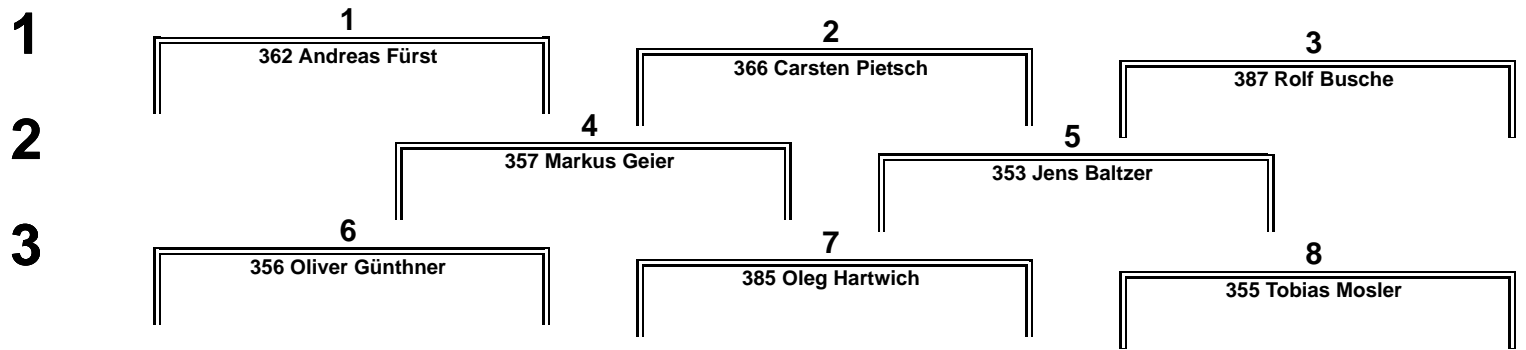 1
1
362 Andreas Fürst
2
366 Carsten Pietsch
3
387 Rolf Busche
2
4
357 Markus Geier
5
353 Jens Baltzer
3
6
356 Oliver Günthner
7
385 Oleg Hartwich
8
355 Tobias Mosler